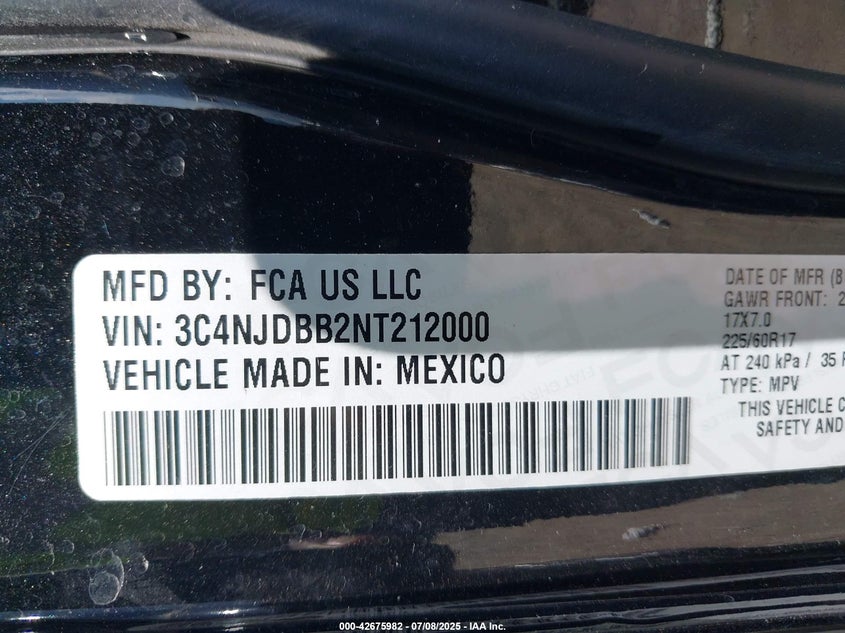 MFD BY: FCA US LLC
VIN: 3C4NJDBB2NT212000
VEHICLE MADE IN: MEXICO
DATE OF MFR (B
GAWR FRONT: 2
17X7.0
225/60R17
AT 240 kPa / 35
TYPE: MPV
THIS VEHICLE C
SAFETY AND
000-42675982 - 07/08/2025 - IAA Inc.